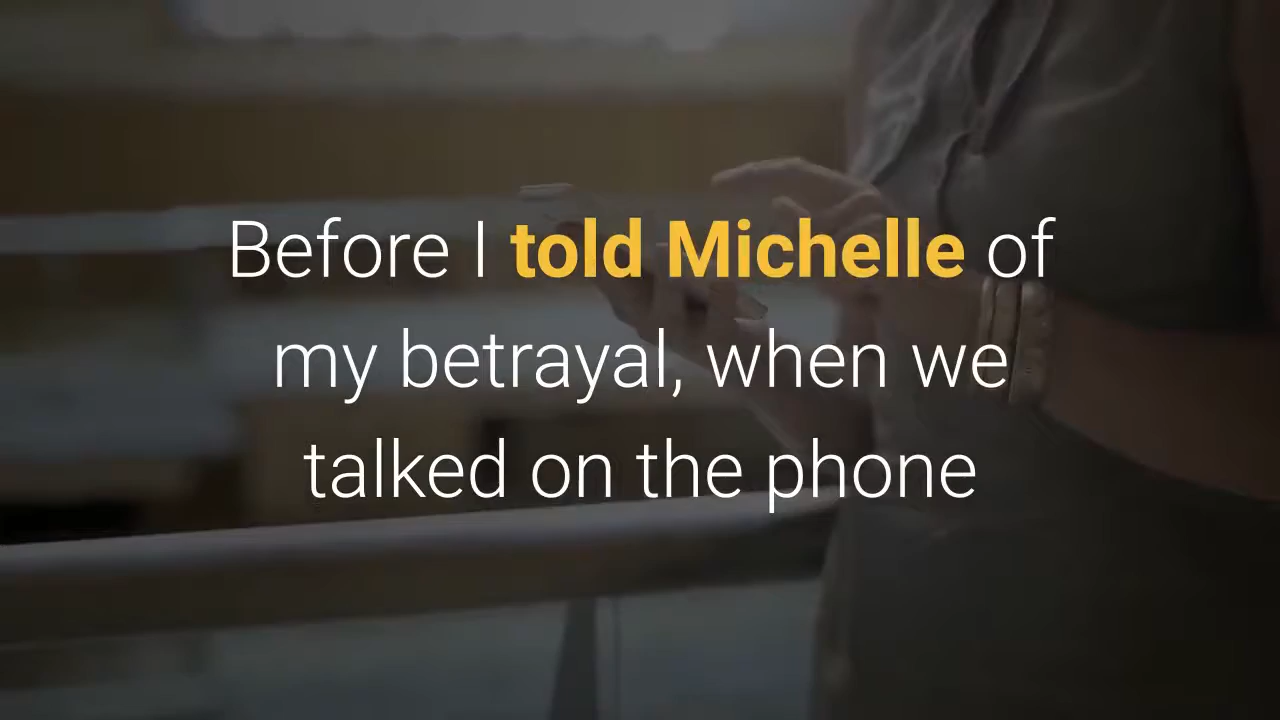 Before I told Michelle of
my betrayal, when we
talked on the phone